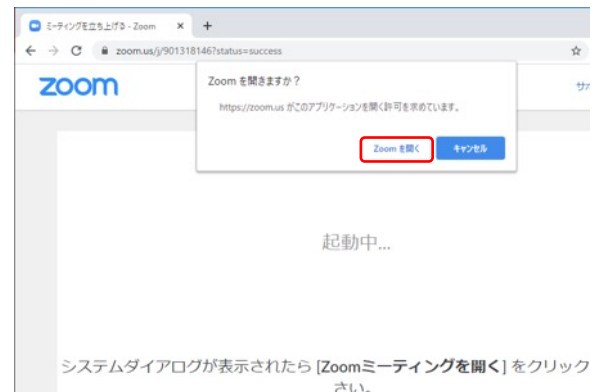 ミーティングを立ち上げる - Zoom
zoom.us/j/901318146?status=success
zoom
Zoom を開きますか？
https://zoom.us がこのアプリケーションを開く許可を求めています。
Zoom を開く キャンセル
起動中...
システムダイアログが表示されたら [Zoomミーティングを開く] をクリック
さい。